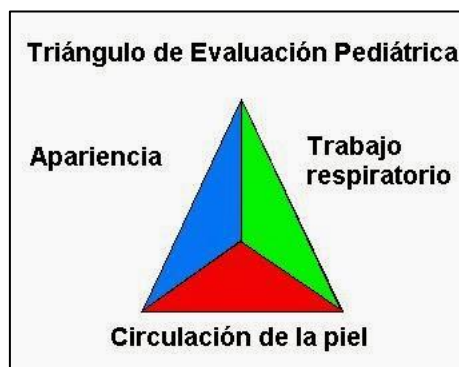 Triángulo de Evaluación Pediátrica
Apariencia
Trabajo
respiratorio
Circulación de la piel